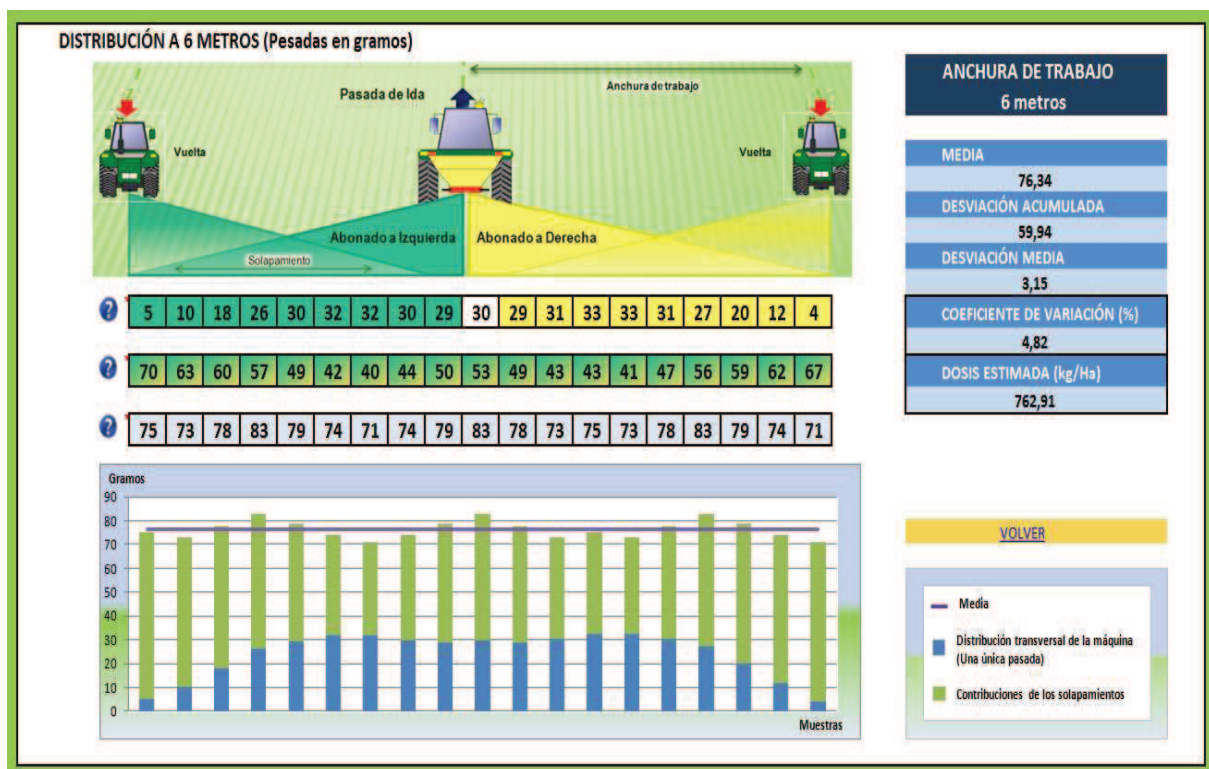 DISTRIBUCIÓN A 6 METROS (Pesadas en gramos)
Pasada de Ida
Anchura de trabajo
Vuelta
Vuelta
Abonado a Izquierda
Abonado a Derecha
Solapamiento
? 5 10 18 26 30 32 32 30 29 30 29 31 33 33 31 27 20 12 4
? 70 63 60 57 49 42 40 44 50 53 49 43 43 41 47 56 59 62 67
? 75 73 78 83 79 74 71 74 79 83 78 73 75 73 78 83 79 74 71
Gramos
90
80
70
60
50
40
30
20
10
0
Muestras
ANCHURA DE TRABAJO
6 metros
MEDIA
76,34
DESVIACIÓN ACUMULADA
59,94
DESVIACIÓN MEDIA
3,15
COEFICIENTE DE VARIACIÓN (%)
4,82
DOSIS ESTIMADA (kg/Ha)
762,91
VOLVER
Media
Distribución transversal de la máquina
(Una única pasada)
Contribuciones de los solapamientos